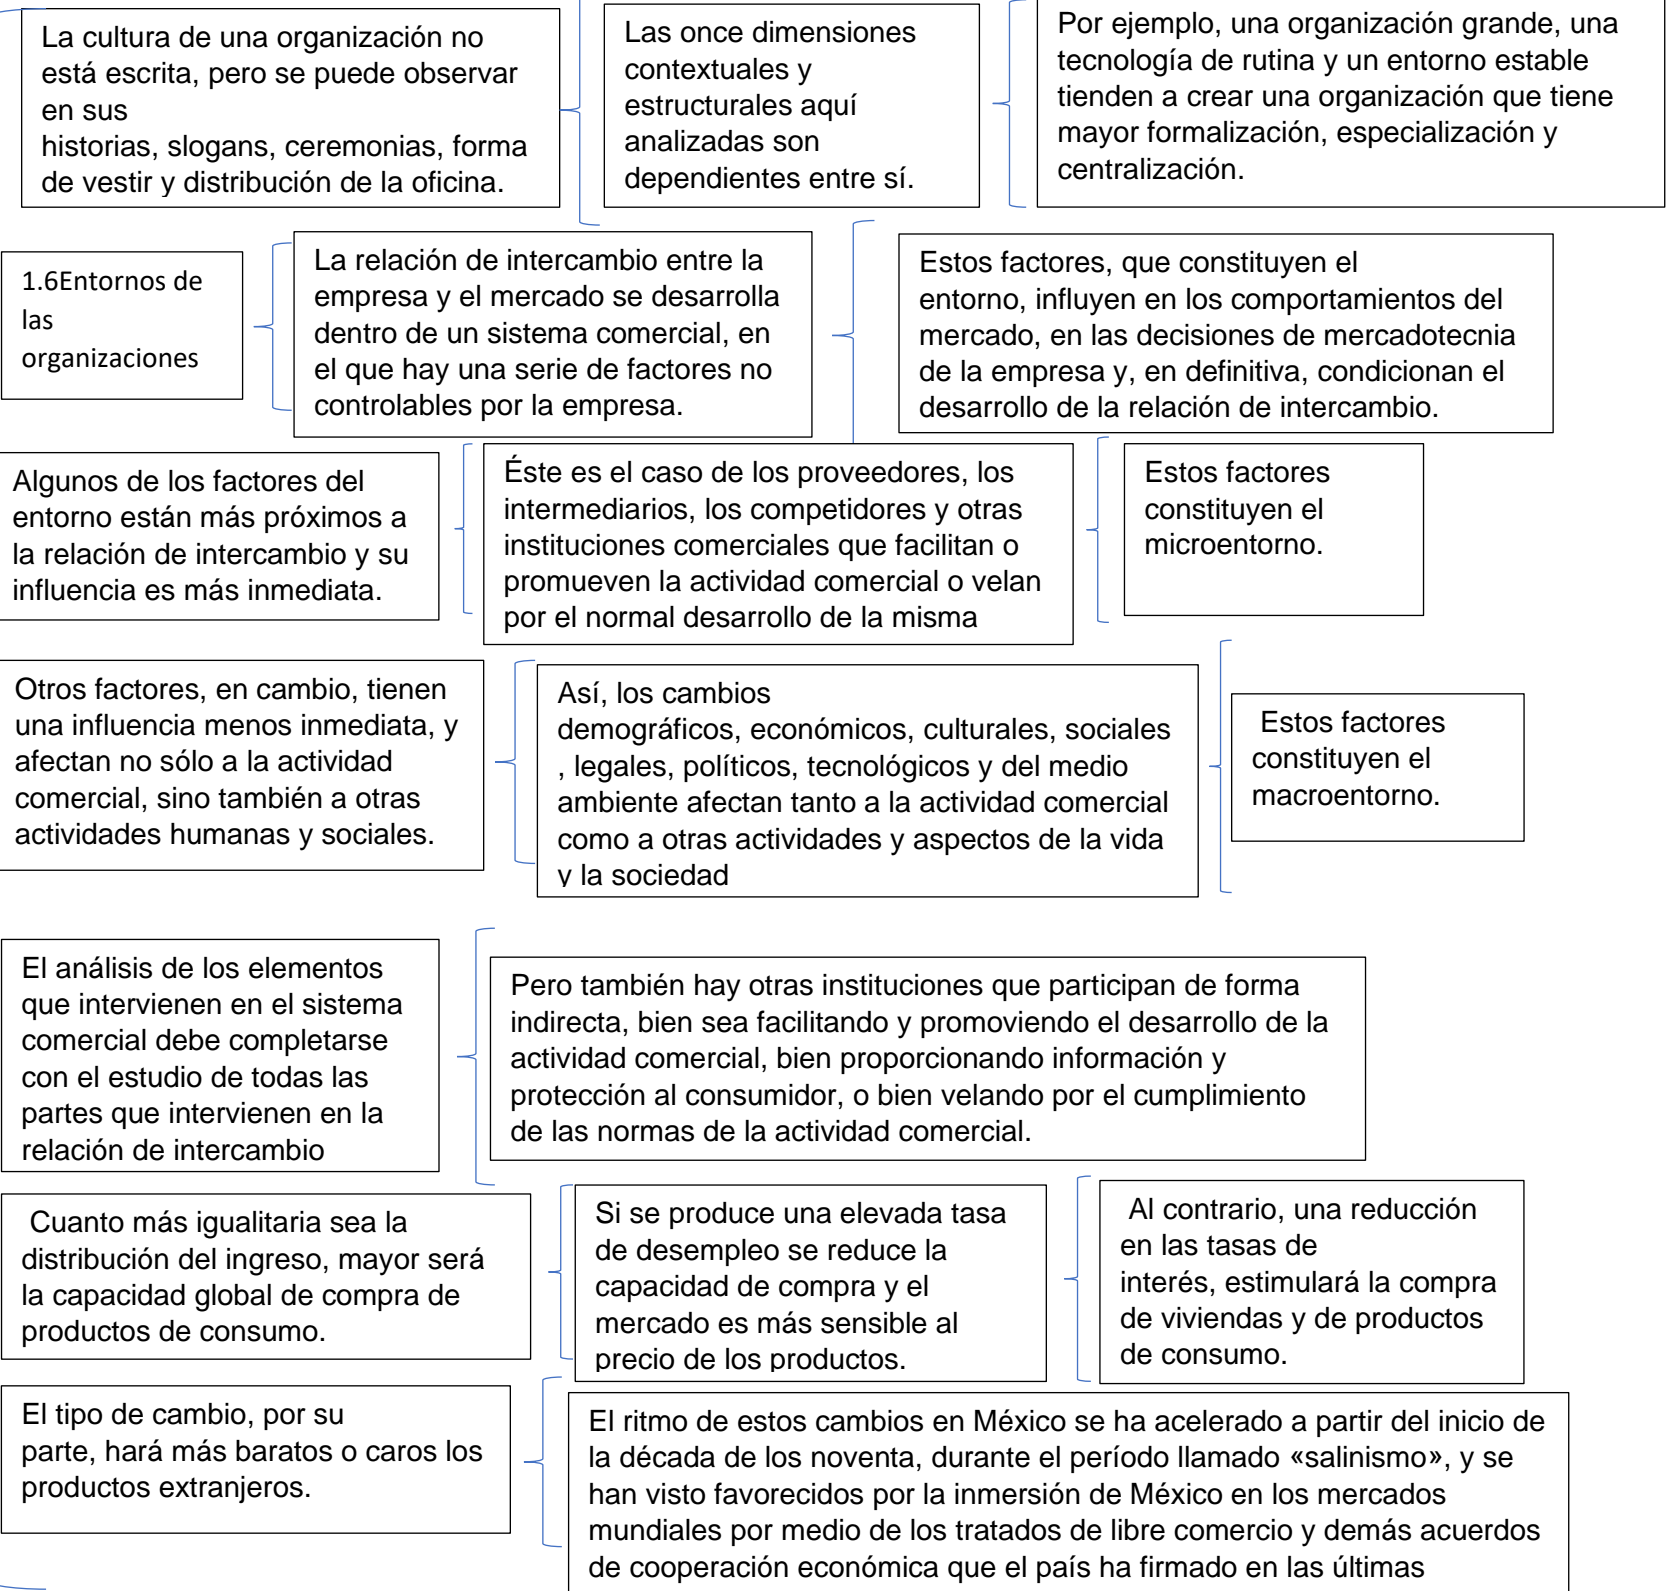 La cultura de una organización no
está escrita, pero se puede observar
en sus
historias, slogans, ceremonias, forma
de vestir y distribución de la oficina.
Las once dimensiones
contextuales y
estructurales aquí
analizadas son
dependientes entre sí.
Por ejemplo, una organización grande, una
tecnología de rutina y un entorno estable
tienden a crear una organización que tiene
mayor formalización, especialización y
centralización.
1.6Entornos de
las
organizaciones
La relación de intercambio entre la
empresa y el mercado se desarrolla
dentro de un sistema comercial, en
el que hay una serie de factores no
controlables por la empresa.
Estos factores, que constituyen el
entorno, influyen en los comportamientos del
mercado, en las decisiones de mercadotecnia
de la empresa y, en definitiva, condicionan el
desarrollo de la relación de intercambio.
Algunos de los factores del
entorno están más próximos a
la relación de intercambio y su
influencia es más inmediata.
Éste es el caso de los proveedores, los
intermediarios, los competidores y otras
instituciones comerciales que facilitan o
promueven la actividad comercial o velan
por el normal desarrollo de la misma
Estos factores
constituyen el
microentorno.
Otros factores, en cambio, tienen
una influencia menos inmediata, y
afectan no sólo a la actividad
comercial, sino también a otras
actividades humanas y sociales.
Así, los cambios
demográficos, económicos, culturales, sociales
, legales, políticos, tecnológicos y del medio
ambiente afectan tanto a la actividad comercial
como a otras actividades y aspectos de la vida
y la sociedad
Estos factores
constituyen el
macroentorno.
El análisis de los elementos
que intervienen en el sistema
comercial debe completarse
con el estudio de todas las
partes que intervienen en la
relación de intercambio
Pero también hay otras instituciones que participan de forma
indirecta, bien sea facilitando y promoviendo el desarrollo de la
actividad comercial, bien proporcionando información y
protección al consumidor, o bien velando por el cumplimiento
de las normas de la actividad comercial.
Cuanto más igualitaria sea la
distribución del ingreso, mayor será
la capacidad global de compra de
productos de consumo.
Si se produce una elevada tasa
de desempleo se reduce la
capacidad de compra y el
mercado es más sensible al
precio de los productos.
Al contrario, una reducción
en las tasas de
interés, estimulará la compra
de viviendas y de productos
de consumo.
El tipo de cambio, por su
parte, hará más baratos o caros los
productos extranjeros.
El ritmo de estos cambios en México se ha acelerado a partir del inicio de
la década de los noventa, durante el período llamado «salinismo», y se
han visto favorecidos por la inmersión de México en los mercados
mundiales por medio de los tratados de libre comercio y demás acuerdos
de cooperación económica que el país ha firmado en las últimas